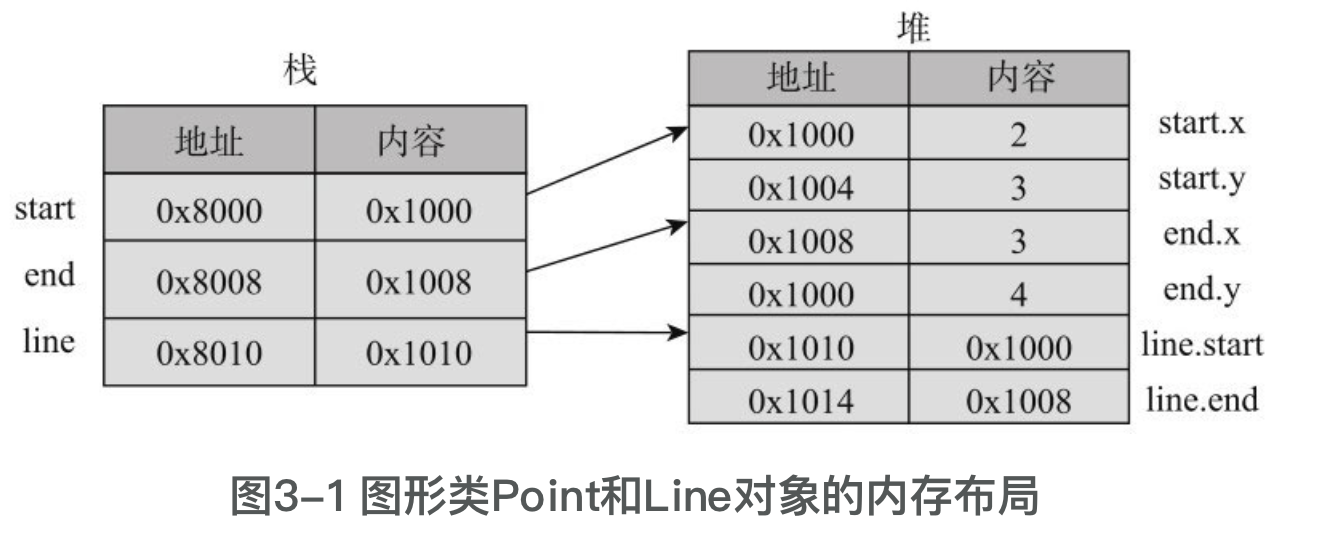 栈
地址 内容
start 0x8000 0x1000
end 0x8008 0x1008
line 0x8010 0x1010
堆
地址 内容
0x1000 2 start.x
0x1004 3 start.y
0x1008 3 end.x
0x1000 4 end.y
0x1010 0x1000 line.start
0x1014 0x1008 line.end
图3-1 图形类Point和Line对象的内存布局